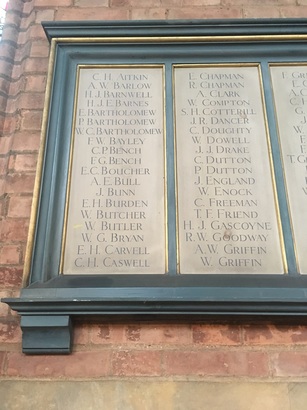 C. H. AITKIN
A. W. BARLOW
H. J. BARNWELL
H. J. E. BARNES
E. BARTHOLOMEW
P. BARTHOLOMEW
W. C. BARTHOLOMEW
F. W. BAYLEY
C. P. BENCH
F. G. BENCH
E. C. BOUCHER
A. E. BULL
J. BUNN
E. H. BURDEN
W. BUTCHER
W. BUTLER
W. G. BRYAN
E. H. CARVELL
C. H. CASWELL
E. CHAPMAN
R. CHAPMAN
A. CLARK
W. COMPTON
S. H. COTTERILL
J. R. DANCER
C. DOUGHTY
W. DOWELL
J. J. DRAKE
C. DUTTON
P. DUTTON
J. ENGLAND
W. ENOCK
C. FREEMAN
T. F. FRIEND
H. J. GASCOYNE
R. W. GOODWAY
A. W. GRIFFIN
W. GRIFFIN